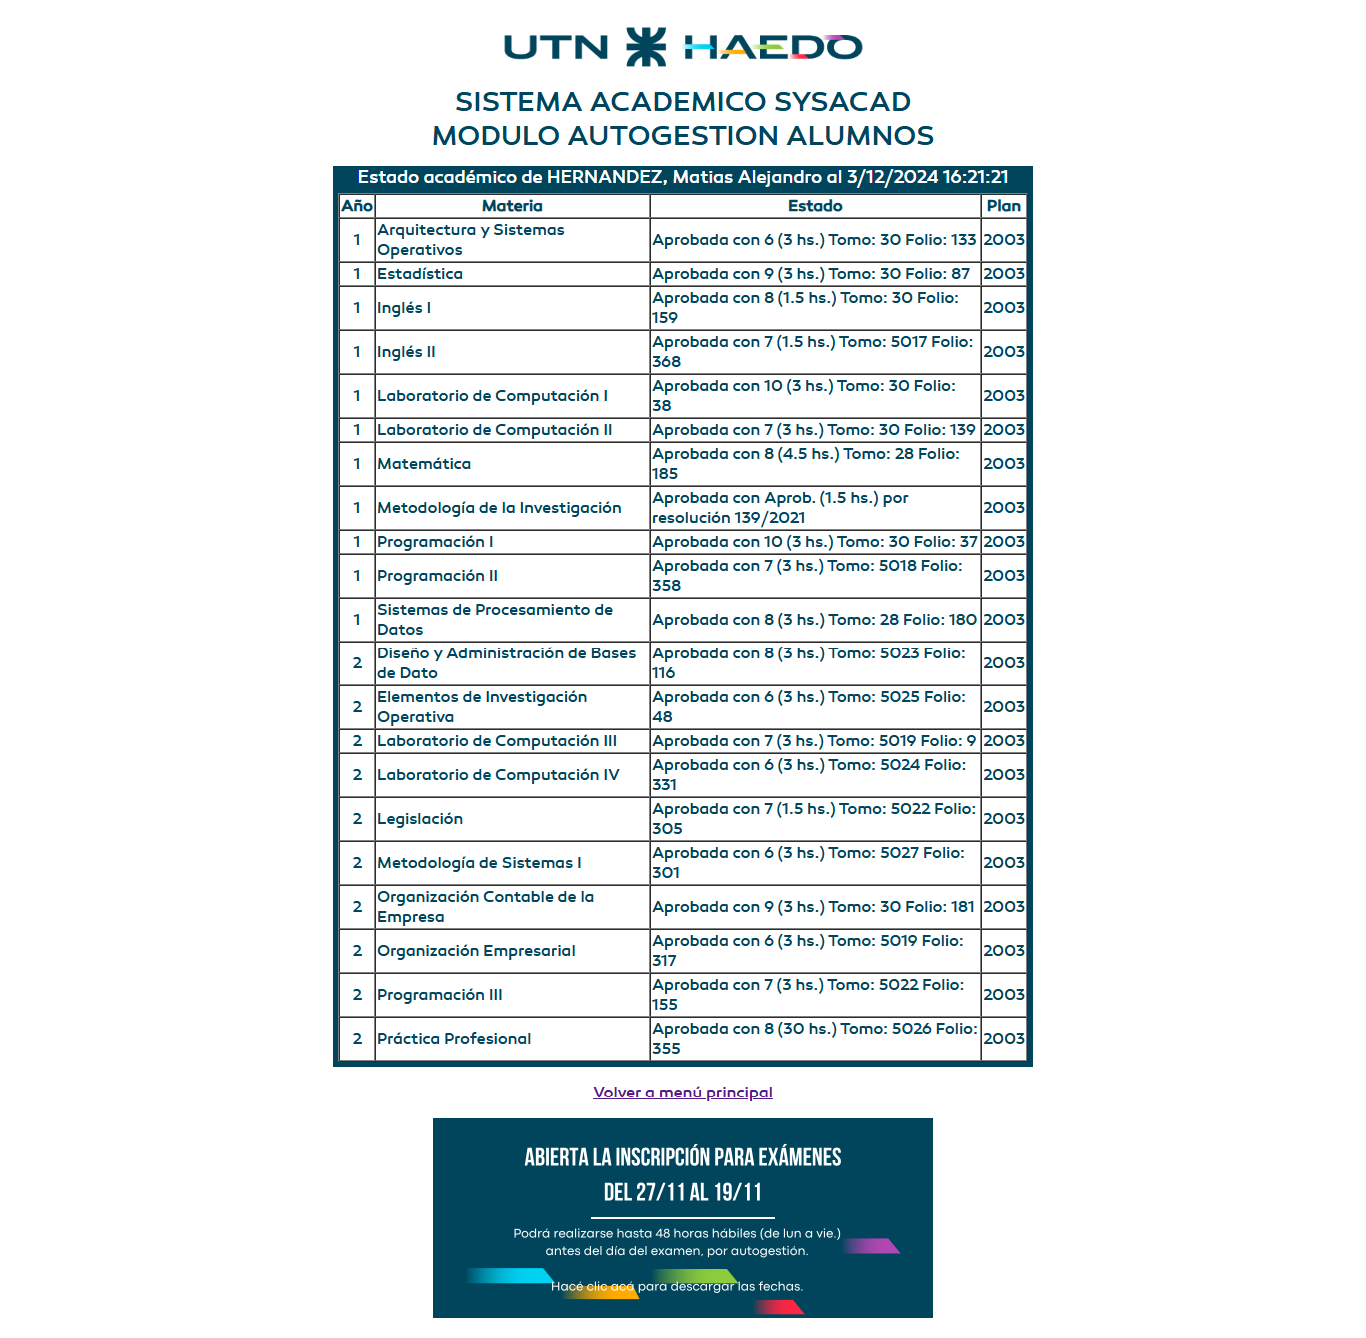 UTN HAEDO
SISTEMA ACADEMICO SYSACAD
MODULO AUTOGESTION ALUMNOS
Estado académico de HERNANDEZ, Matias Alejandro al 3/12/2024 16:21:21
Año Materia Estado Plan
1 Arquitectura y Sistemas
Operativos
Aprobada con 6 (3 hs.) Tomo: 30 Folio: 133 2003
1 Estadística Aprobada con 9 (3 hs.) Tomo: 30 Folio: 87 2003
1 Inglés I Aprobada con 8 (1.5 hs.) Tomo: 30 Folio:
159 2003
1 Inglés II Aprobada con 7 (1.5 hs.) Tomo: 5017 Folio:
368 2003
1 Laboratorio de Computación I Aprobada con 10 (3 hs.) Tomo: 30 Folio:
38 2003
1 Laboratorio de Computación II Aprobada con 7 (3 hs.) Tomo: 30 Folio: 139 2003
1 Matemática Aprobada con 8 (4.5 hs.) Tomo: 28 Folio:
185 2003
1 Metodología de la Investigación Aprobada con Aprob. (1.5 hs.) por
resolución 139/2021 2003
1 Programación I Aprobada con 10 (3 hs.) Tomo: 30 Folio: 37 2003
1 Programación II Aprobada con 7 (3 hs.) Tomo: 5018 Folio:
358 2003
1 Sistemas de Procesamiento de
Datos
Aprobada con 8 (3 hs.) Tomo: 28 Folio: 180 2003
2 Diseño y Administración de Bases
de Dato
Aprobada con 8 (3 hs.) Tomo: 5023 Folio:
116 2003
2 Elementos de Investigación
Operativa
Aprobada con 6 (3 hs.) Tomo: 5025 Folio:
48 2003
2 Laboratorio de Computación III Aprobada con 7 (3 hs.) Tomo: 5019 Folio: 9 2003
2 Laboratorio de Computación IV Aprobada con 6 (3 hs.) Tomo: 5024 Folio:
331 2003
2 Legislación Aprobada con 7 (1.5 hs.) Tomo: 5022 Folio:
305 2003
2 Metodología de Sistemas I Aprobada con 6 (3 hs.) Tomo: 5027 Folio:
301 2003
2 Organización Contable de la
Empresa
Aprobada con 9 (3 hs.) Tomo: 30 Folio: 181 2003
2 Organización Empresarial Aprobada con 6 (3 hs.) Tomo: 5019 Folio:
317 2003
2 Programación III Aprobada con 7 (3 hs.) Tomo: 5022 Folio:
155 2003
2 Práctica Profesional Aprobada con 8 (30 hs.) Tomo: 5026 Folio:
355 2003
Volver a menú principal
ABIERTA LA INSCRIPCIÓN PARA EXÁMENES
DEL 27/11 AL 19/11
Podrá realizarse hasta 48 horas hábiles (de lun a vie.)
antes del día del examen, por autogestión.
Hacé clic acá para descargar las fechas.